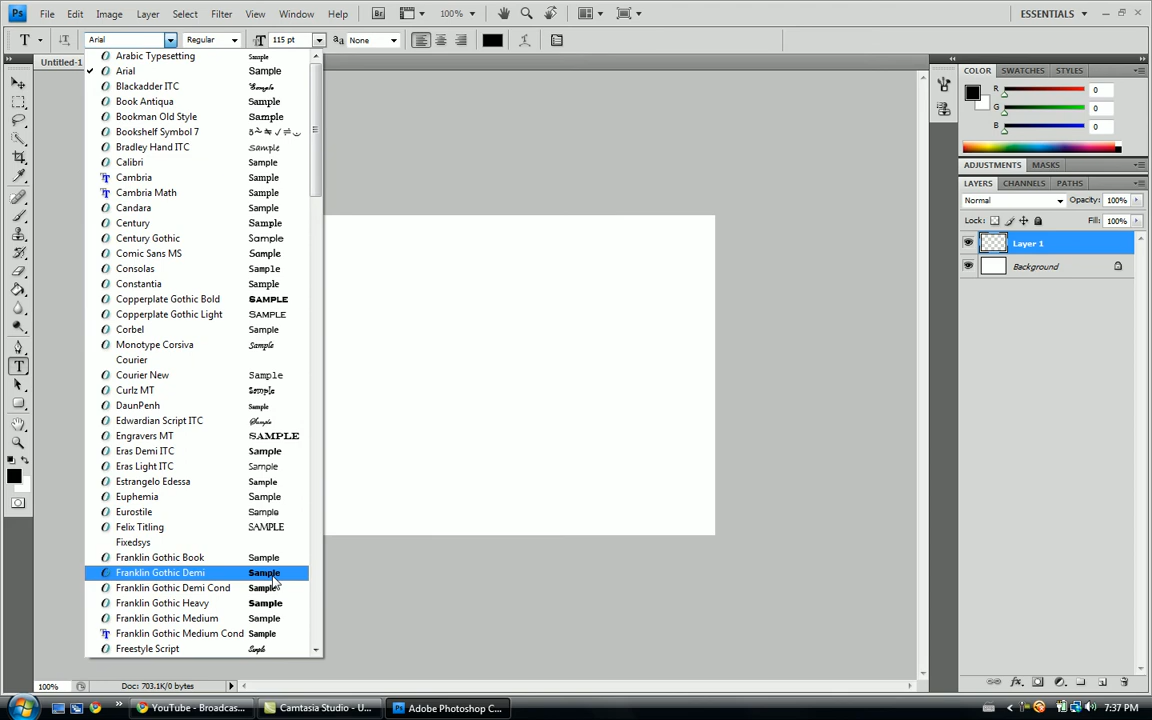 Ps File Edit Image Layer Select Filter View Window Help Br 100% ESSENTIALS
T T Arial Regular T 115 pt aa None
Untitled-1
Arabic Typesetting Sample
Arial Sample
Blackadder ITC Sample
Book Antiqua Sample
Bookman Old Style Sample
Bookshelf Symbol 7
Bradley Hand ITC Sample
Calibri Sample
Cambria Sample
Cambria Math Sample
Candara Sample
Century Sample
Century Gothic Sample
Comic Sans MS Sample
Consolas Sample
Constantia Sample
Copperplate Gothic Bold SAMPLE
Copperplate Gothic Light SAMPLE
Corbel Sample
Monotype Corsiva Sample
Courier
Courier New Sample
Curlz MT Sample
DaunPenh Sample
Edwardian Script ITC Sample
Engravers MT SAMPLE
Eras Demi ITC Sample
Eras Light ITC Sample
Estrangelo Edessa Sample
Euphemia Sample
Eurostile Sample
Felix Titling SAMPLE
Fixedsys
Franklin Gothic Book Sample
Franklin Gothic Demi Sample
Franklin Gothic Demi Cond Sample
Franklin Gothic Heavy Sample
Franklin Gothic Medium Sample
Franklin Gothic Medium Cond Sample
Freestyle Script Sample
COLOR SWATCHES STYLES
R 0
G 0
B 0
ADJUSTMENTS MASKS
LAYERS CHANNELS PATHS
Normal Opacity: 100%
Lock: Fill: 100%
Layer 1
Background
100% Doc: 703.1K/0 bytes
YouTube - Broadcas... Camtasia Studio - U... Ps Adobe Photoshop C... 7:37 PM